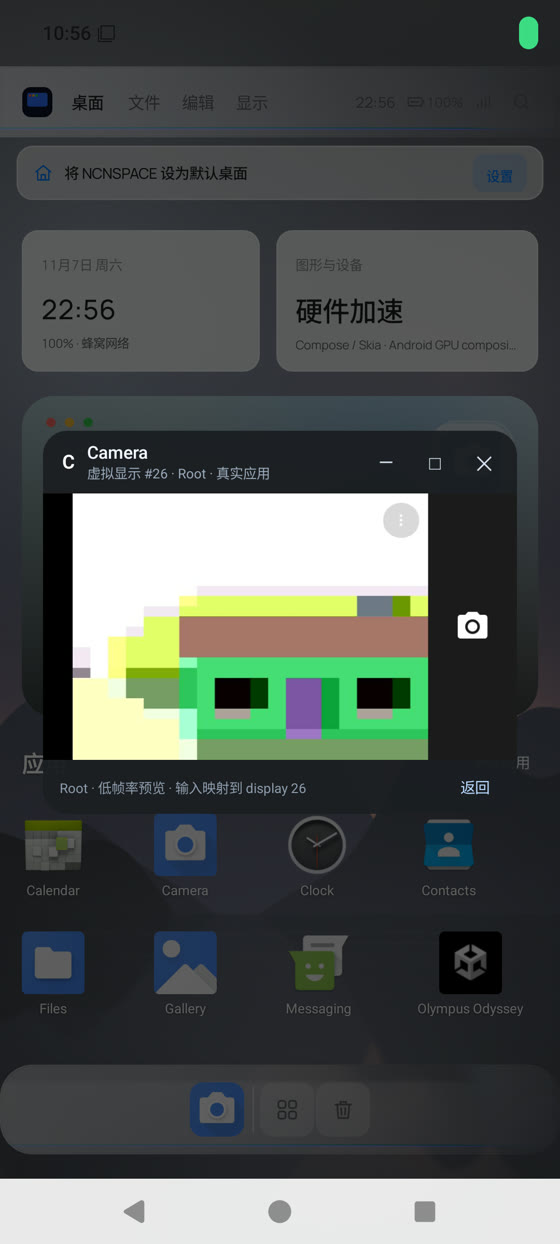 10:56
桌面 文件 编辑 显示 22:56 100%
将 NCNSPACE 设为默认桌面 设置
11月7日 周六
22:56
100% · 蜂窝网络
图形与设备
硬件加速
Compose / Skia · Android GPU composi...
C Camera
虚拟显示 #26 · Root · 真实应用
Root · 低帧率预览 · 输入映射到 display 26 返回
应 用
Calendar Camera Clock Contacts
Files Gallery Messaging Olympus Odyssey